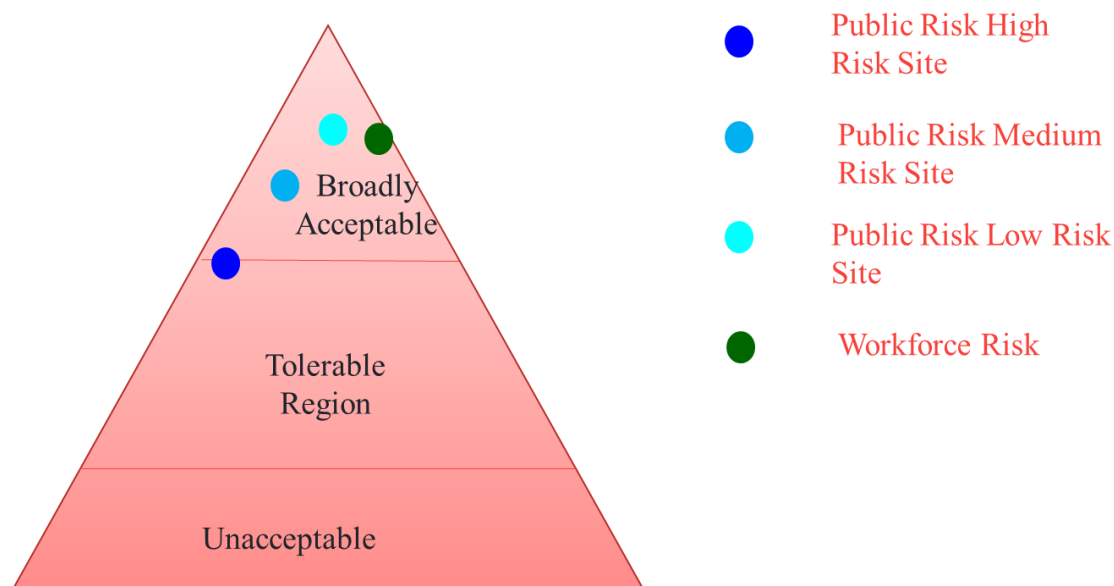 Public Risk High
Risk Site
Public Risk Medium
Risk Site
Broadly
Acceptable
Public Risk Low Risk
Site
Workforce Risk
Tolerable
Region
Unacceptable